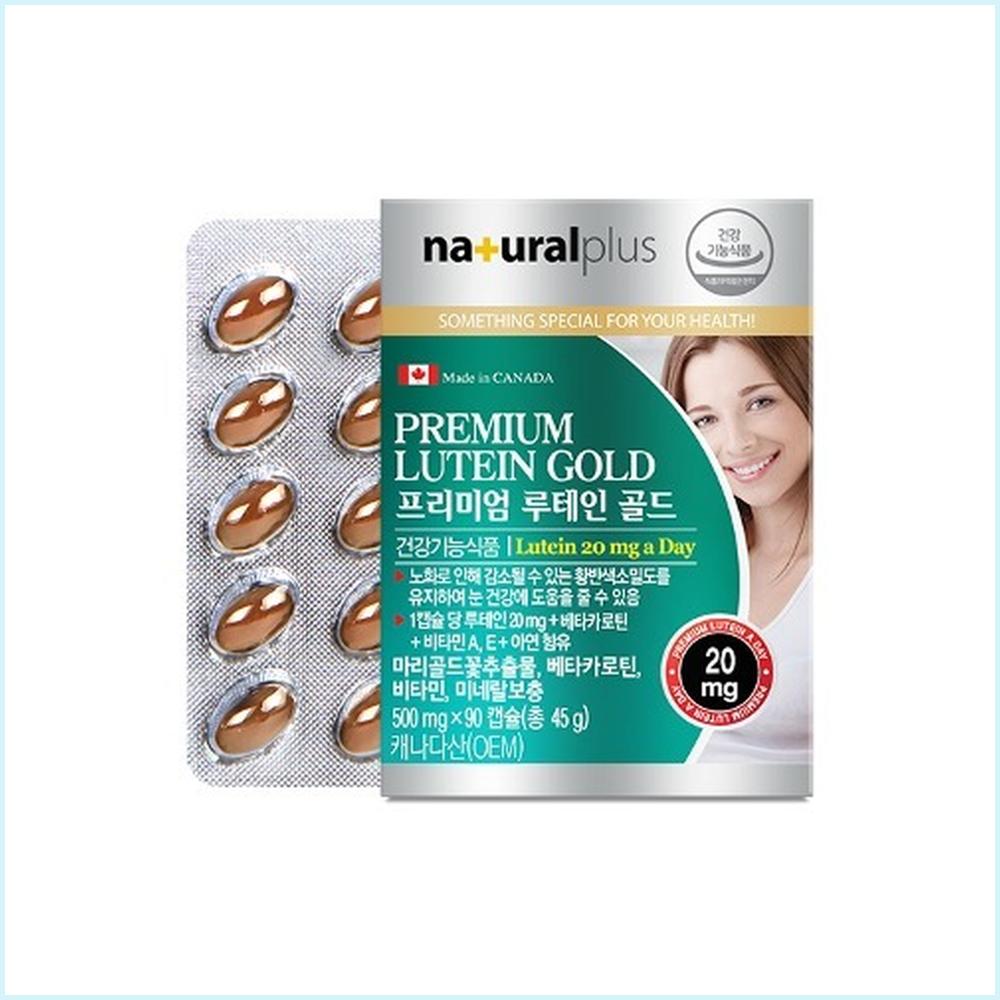 na+uralplus
건강
기능식품
SOMETHING SPECIAL FOR YOUR HEALTH!
Made in CANADA
PREMIUM
LUTEIN GOLD
프리미엄 루테인 골드
건강기능식품 | Lutein 20 mg a Day
노화로 인해 감소될 수 있는 황반색소밀도를
유지하여 눈 건강에 도움을 줄 수 있음
1캡슐 당 루테인 20 mg + 베타카로틴
+ 비타민 A, E + 아연 함유
마리골드꽃추출물, 베타카로틴,
비타민, 미네랄보충
500 mg×90 캡슐(총 45 g)
캐나다산(OEM)
PREMIUM LUTEIN A DAY
20
mg
PREMIUM LUTEIN A DAY